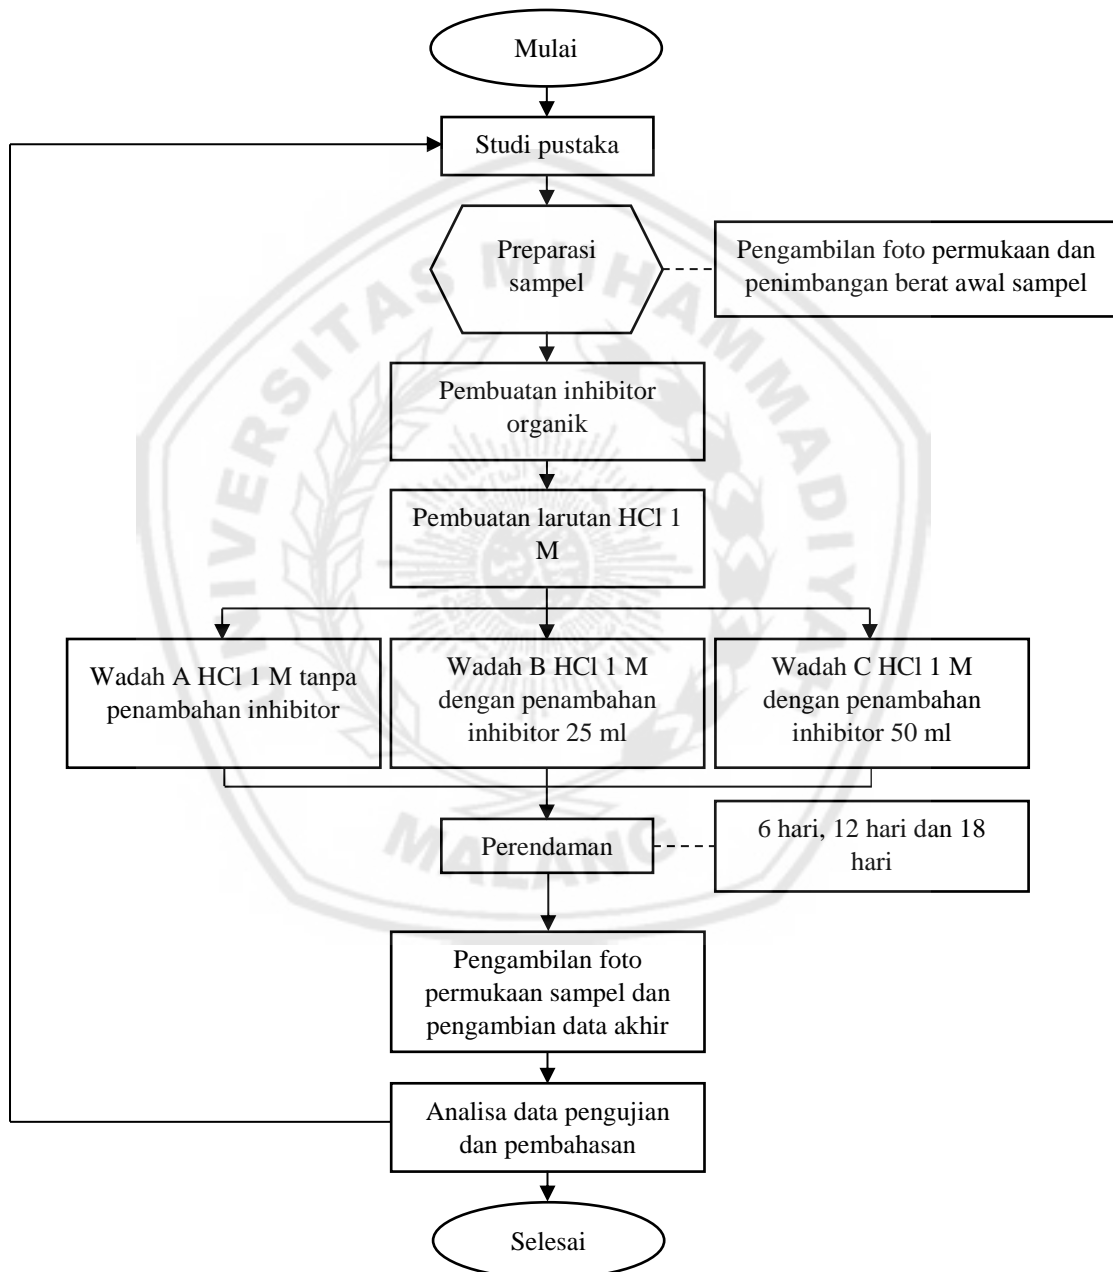 Mulai
Studi pustaka
Preparasi
sampel
Pengambilan foto permukaan dan
penimbangan berat awal sampel
Pembuatan inhibitor
organik
Pembuatan larutan HCl 1
M
Wadah A HCl 1 M tanpa
penambahan inhibitor
Wadah B HCl 1 M
dengan penambahan
inhibitor 25 ml
Wadah C HCl 1 M
dengan penambahan
inhibitor 50 ml
Perendaman
6 hari, 12 hari dan 18
hari
Pengambilan foto
permukaan sampel dan
pengambian data akhir
Analisa data pengujian
dan pembahasan
Selesai
UNIVERSITAS MUHAMMADIYAH
MALANG